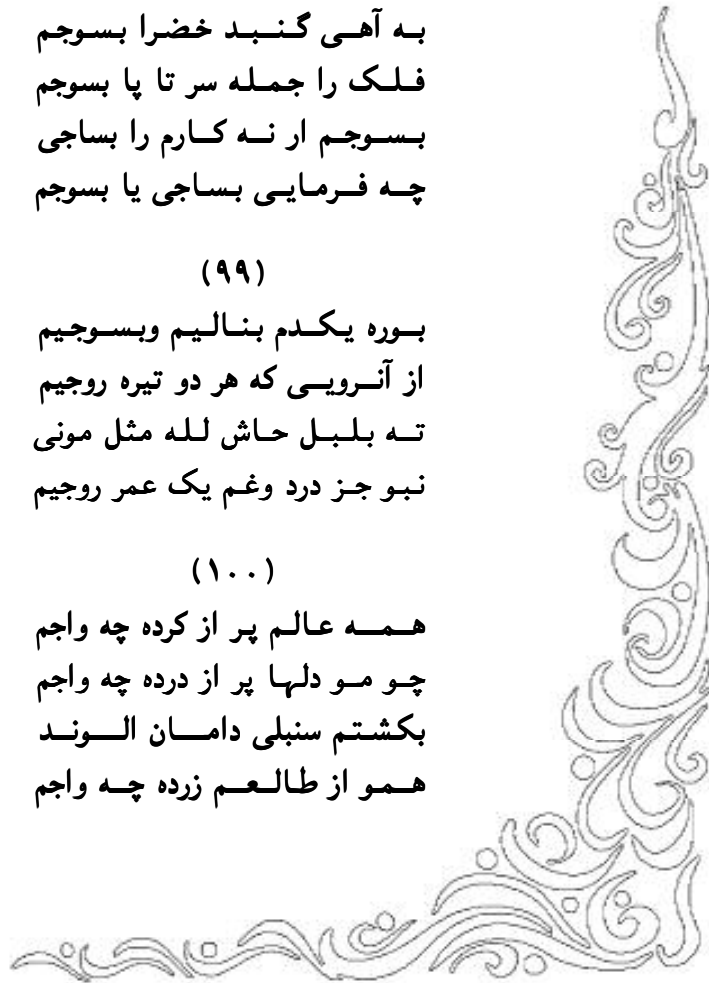 به آهی گنبد خضرا بسوجم
فلک را جمله سر تا پا بسوجم
بسوجم ار نه کارم را بساجی
چه فرمایی بساجی یا بسوجم
(۹۹)
بوره یکدم بنالیم وبسوجیم
از آنرویی که هر دو تیره روجیم
ته بلبل حاش لله مثل مونی
نبو جز درد وغم یک عمر روجیم
(۱۰۰)
همه عالم پر از کرده چه واجم
چو مو دلها پر از درده چه واجم
بکشتم سنبلی دامان الوند
همو از طالعم زرده چه واجم